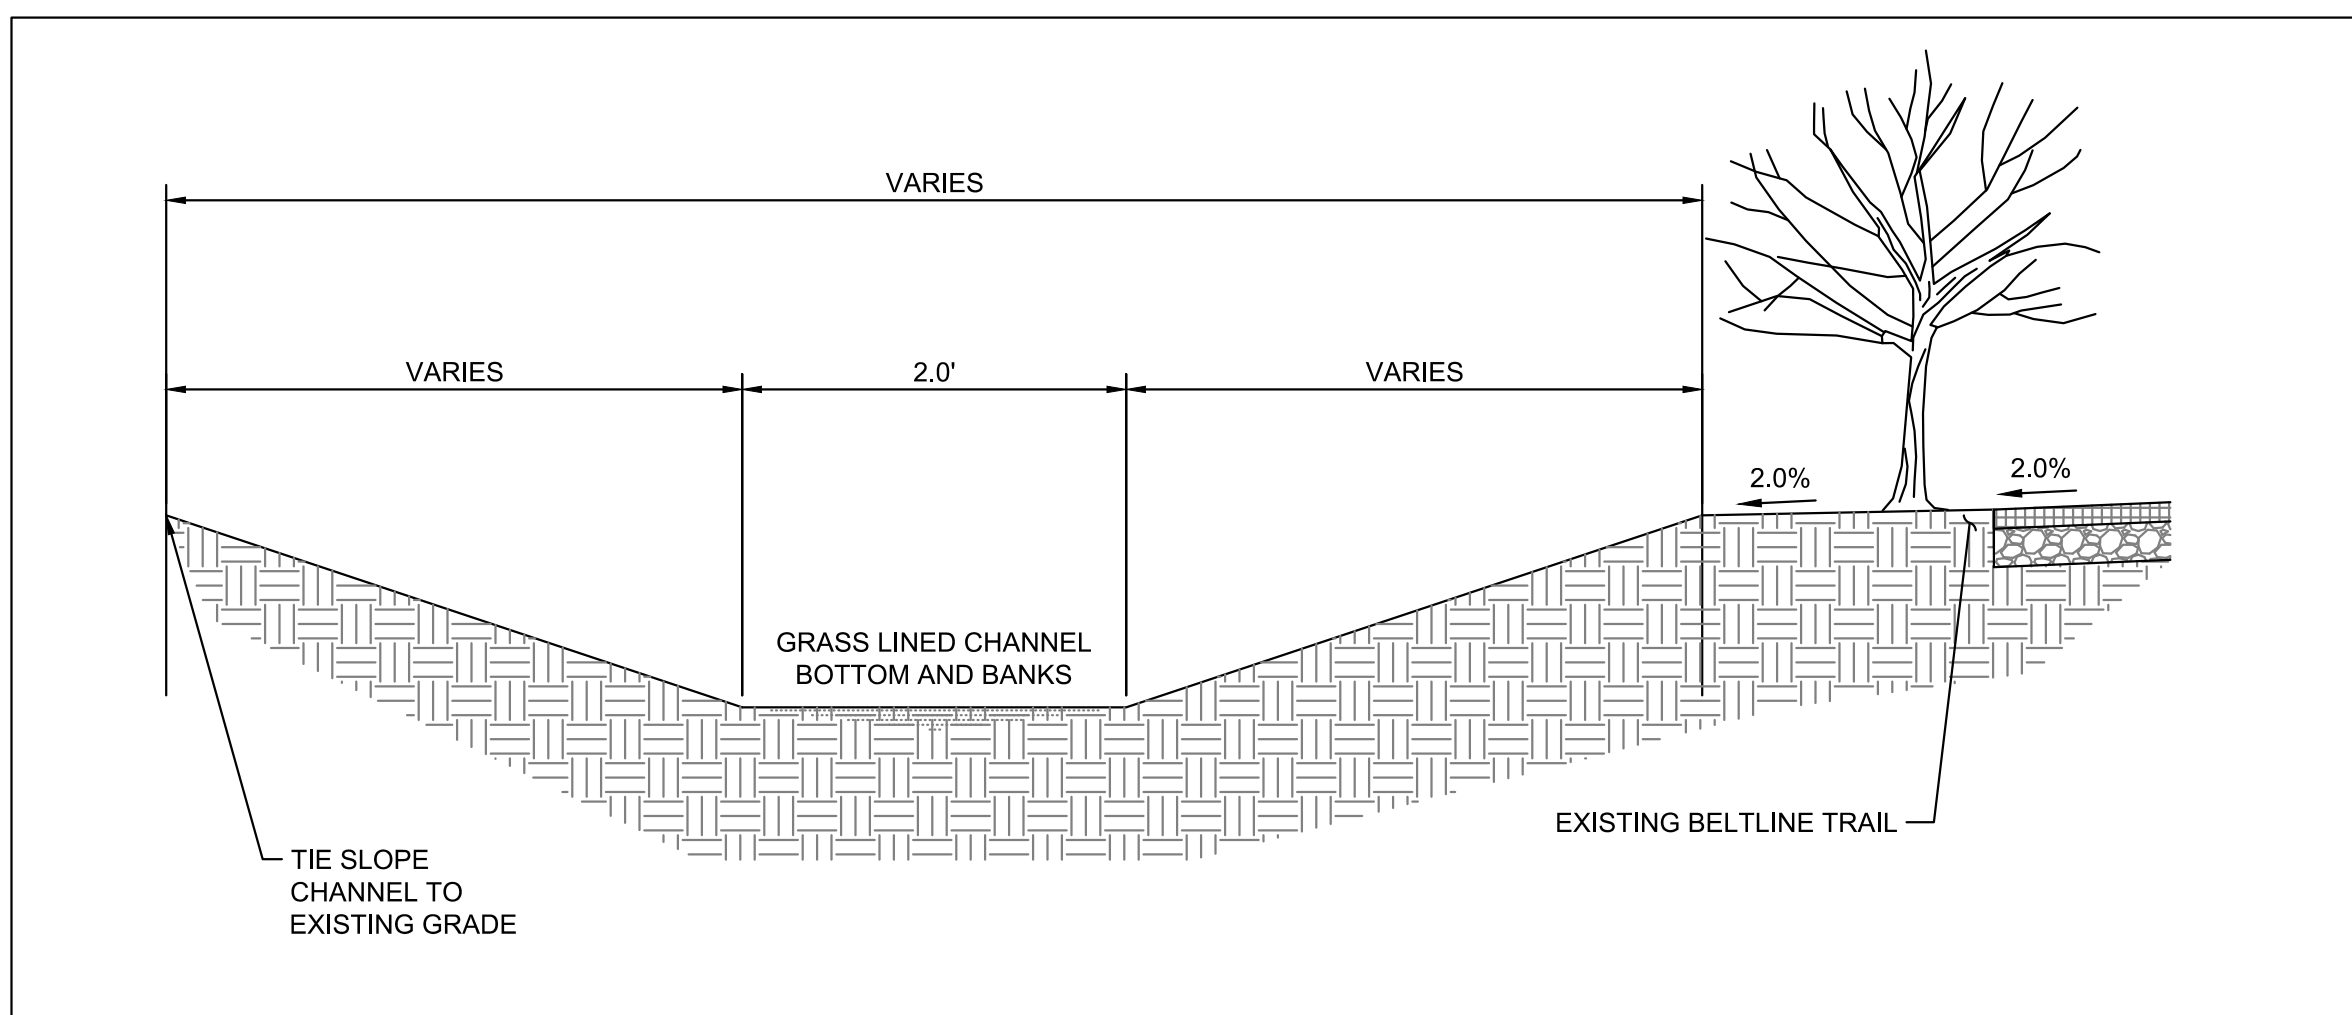 VARIES
VARIES
2.0'
VARIES
2.0%
2.0%
GRASS LINED CHANNEL
BOTTOM AND BANKS
EXISTING BELTLINE TRAIL
TIE SLOPE
CHANNEL TO
EXISTING GRADE